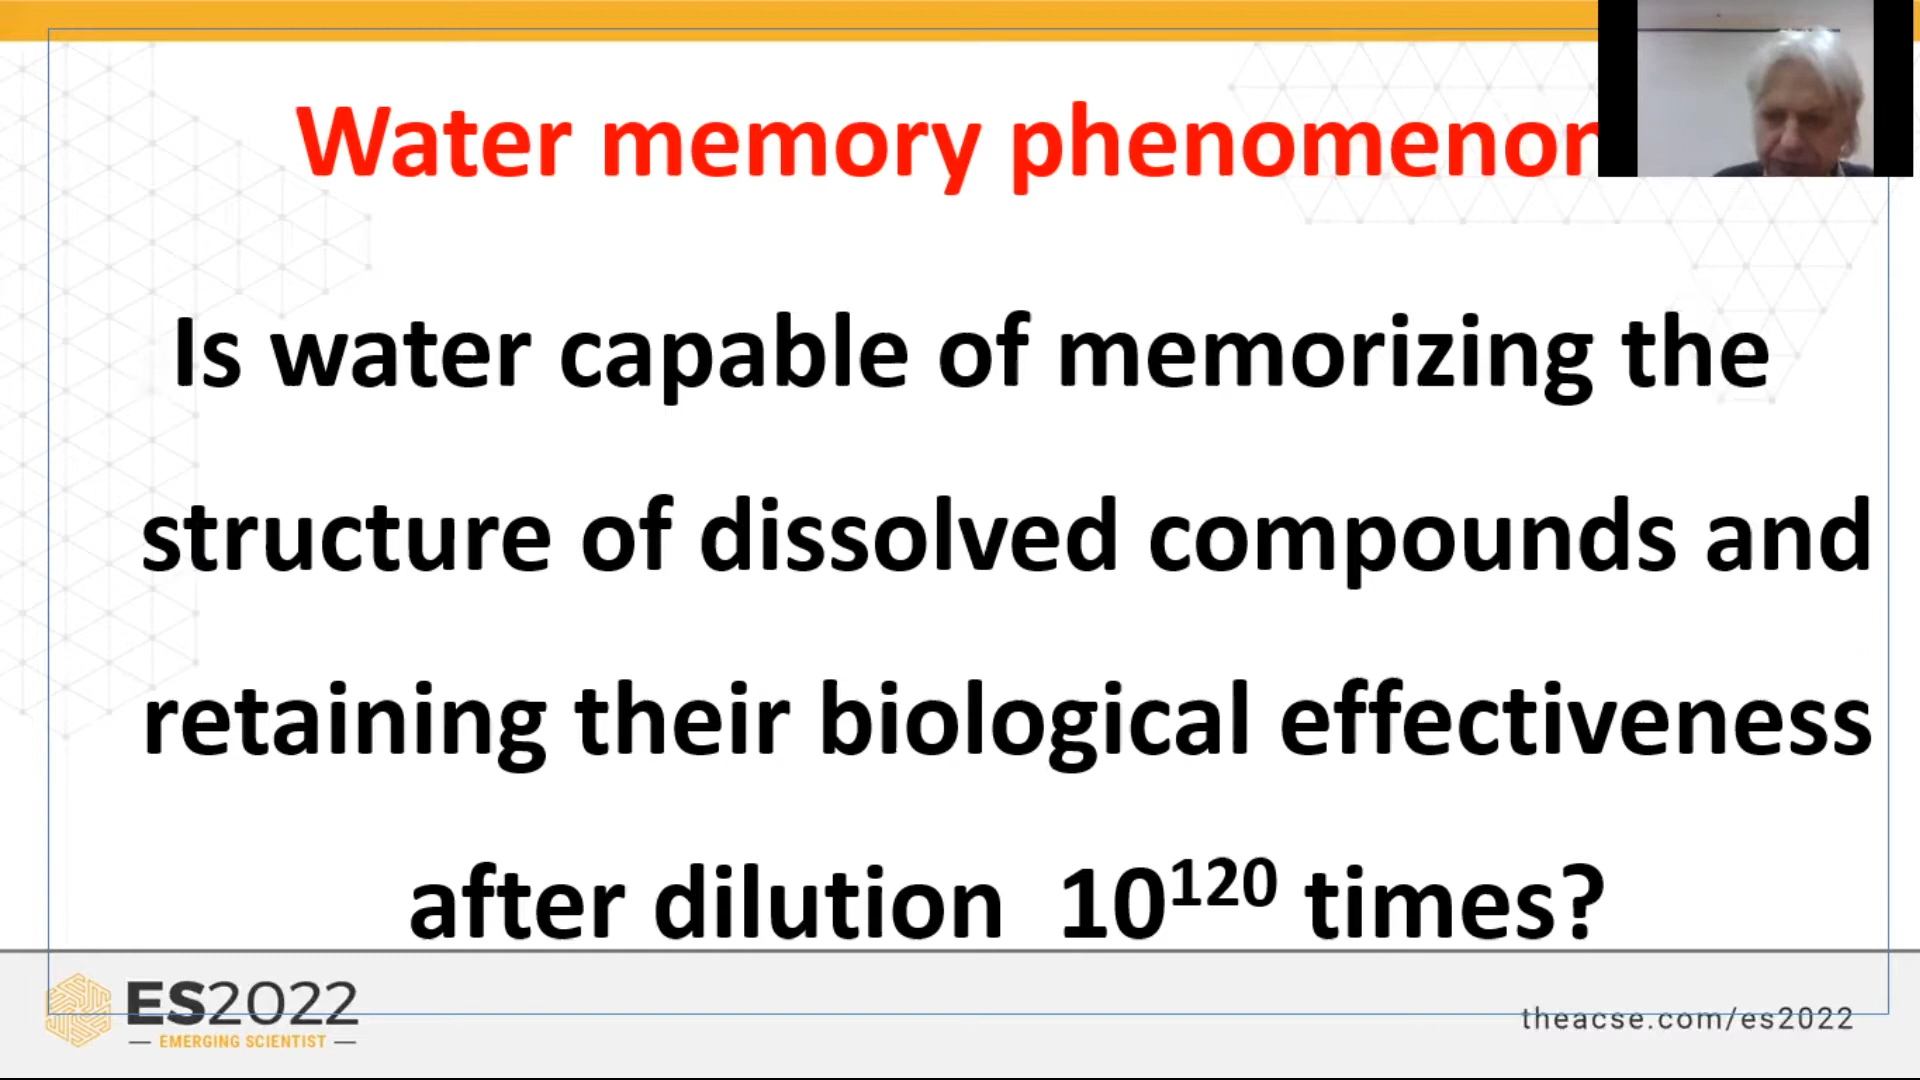 Water memory phenomenon
Is water capable of memorizing the
structure of dissolved compounds and
retaining their biological effectiveness
after dilution 10¹²⁰ times?
ES2022
— EMERGING SCIENTIST —
theacse.com/es2022